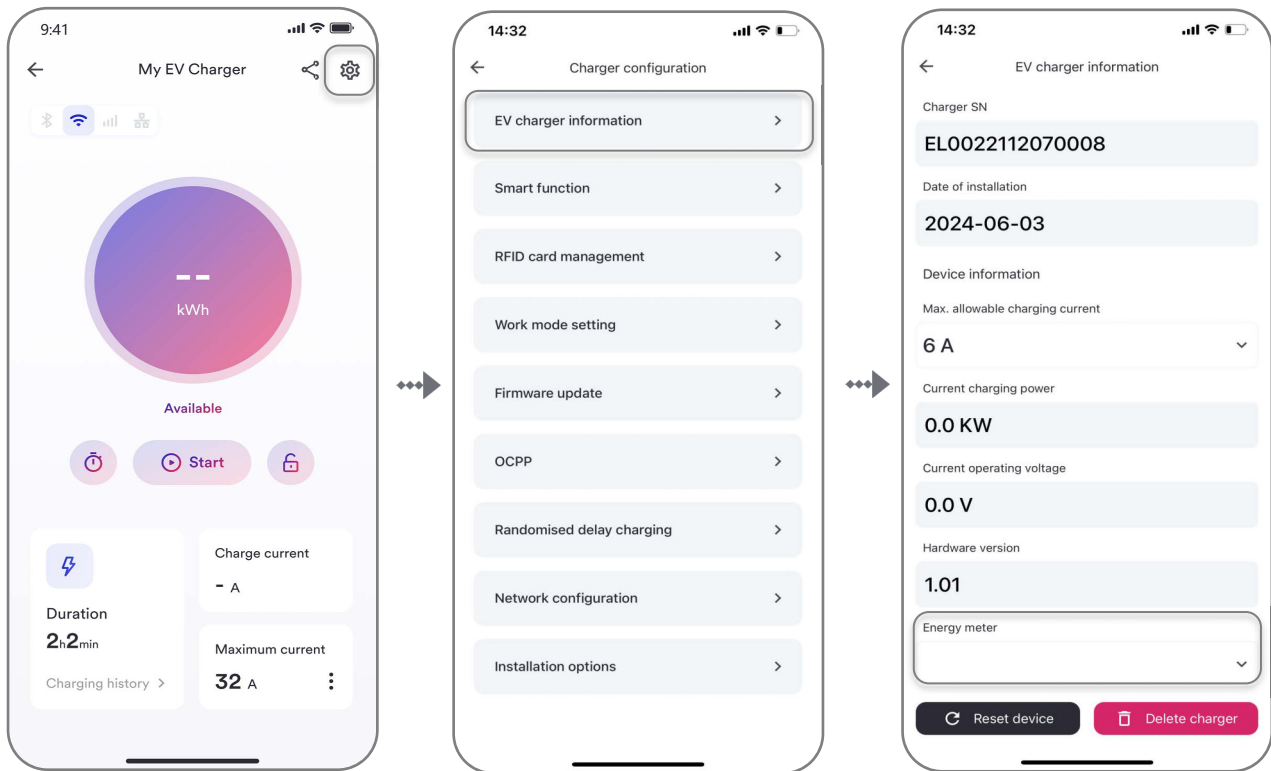 9:41
My EV Charger
--
kWh
Available
Start
Duration
2h2min
Charging history >
Charge current
- A
Maximum current
32 A
14:32
Charger configuration
EV charger information
Smart function
RFID card management
Work mode setting
Firmware update
OCPP
Randomised delay charging
Network configuration
Installation options
14:32
EV charger information
Charger SN
EL0022112070008
Date of installation
2024-06-03
Device information
Max. allowable charging current
6 A
Current charging power
0.0 KW
Current operating voltage
0.0 V
Hardware version
1.01
Energy meter
Reset device
Delete charger